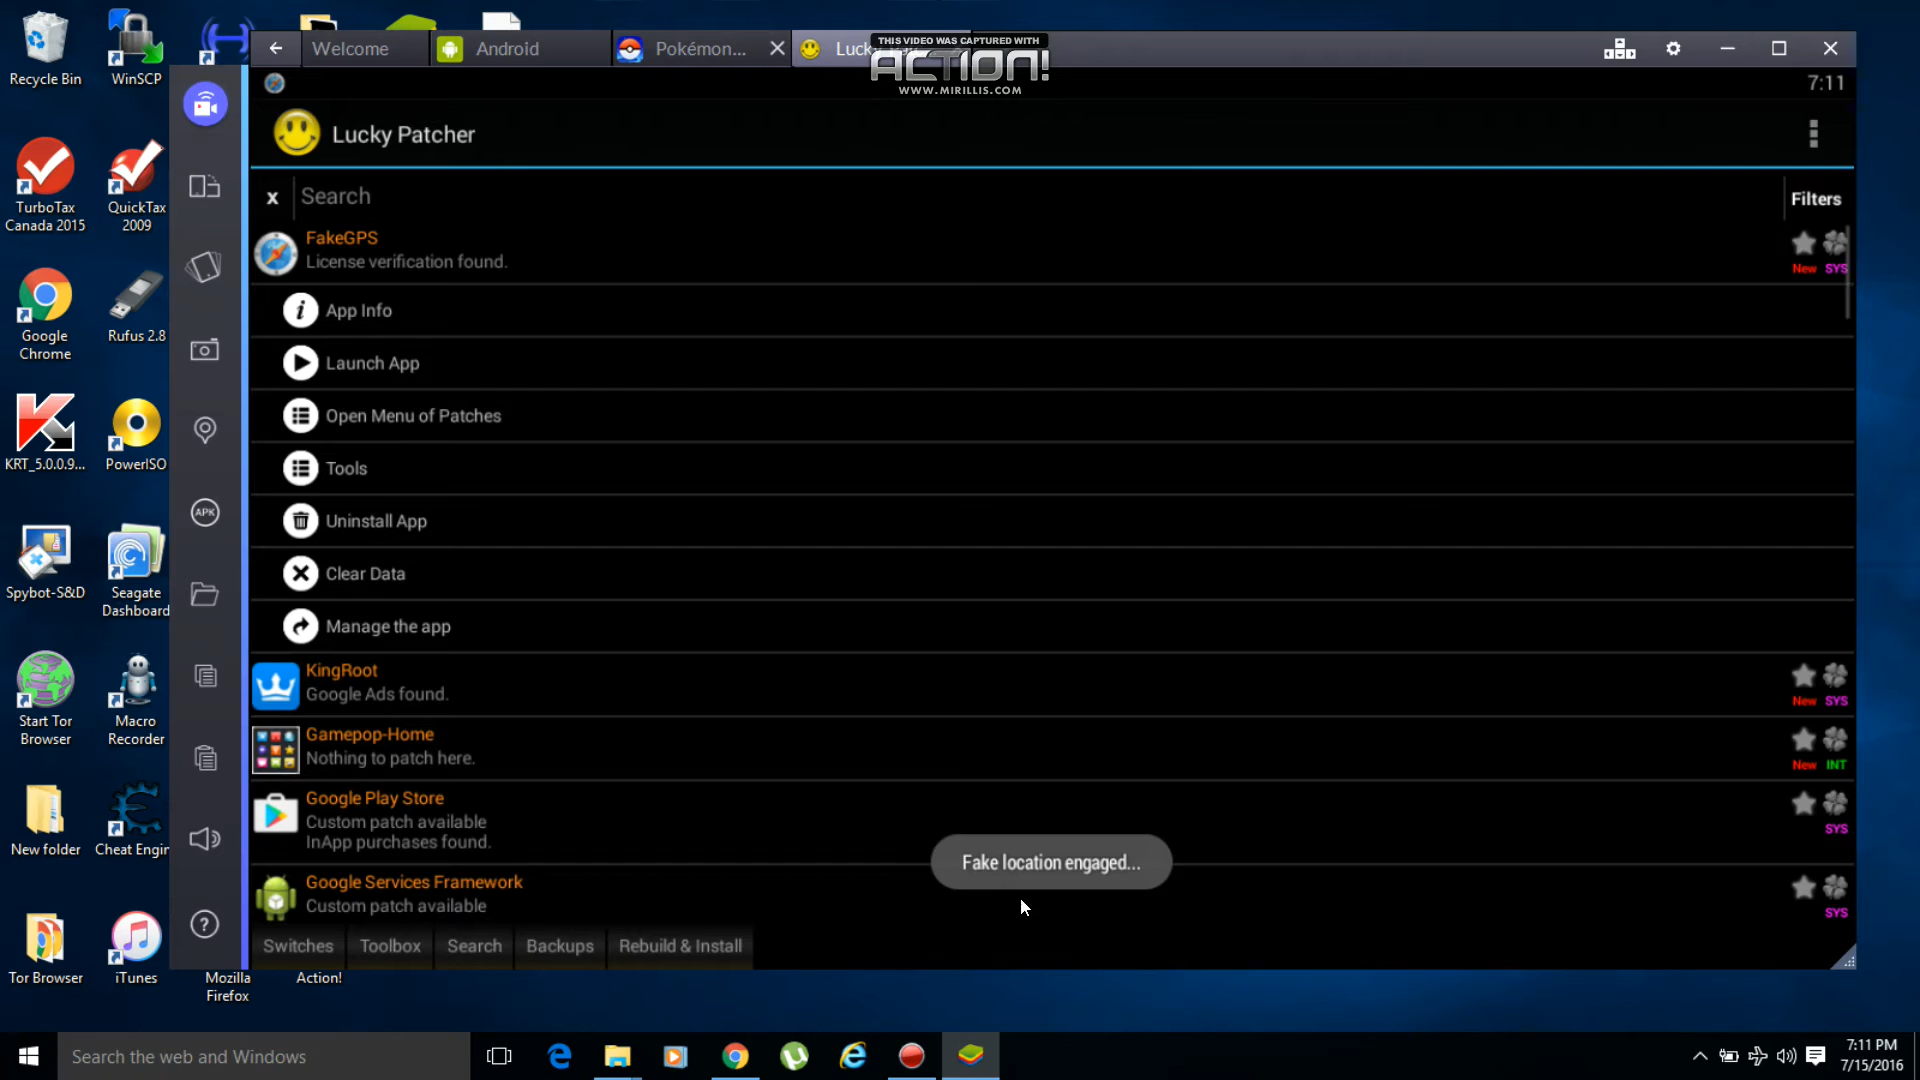 Recycle Bin
WinSCP
TurboTax
Canada 2015
QuickTax
2009
Google
Chrome
Rufus 2.8
KRT_5.0.0.9...
PowerISO
Spybot-S&D
Seagate
Dashboard
Start Tor
Browser
Macro
Recorder
New folder
Cheat Engin
Tor Browser
iTunes
Mozilla
Firefox
Action!
Welcome
Android
Pokémon...
THIS VIDEO WAS CAPTURED WITH
ACTION!
WWW.MIRILLIS.COM
7:11
Lucky Patcher
x
Search
Filters
FakeGPS
License verification found.
New SYS
App Info
Launch App
Open Menu of Patches
Tools
Uninstall App
Clear Data
Manage the app
KingRoot
Google Ads found.
New SYS
Gamepop-Home
Nothing to patch here.
New INT
Google Play Store
Custom patch available
InApp purchases found.
SYS
Fake location engaged...
Google Services Framework
Custom patch available
SYS
Switches
Toolbox
Search
Backups
Rebuild & Install
APK
Search the web and Windows
7:11 PM
7/15/2016